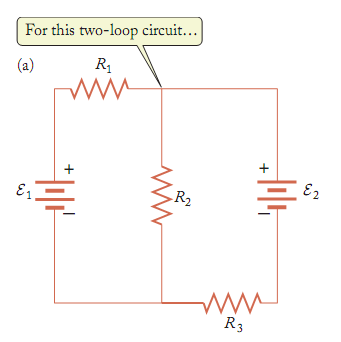 For this two-loop circuit...
(a)
R1
+
+
ℰ1
R2
ℰ2
R3